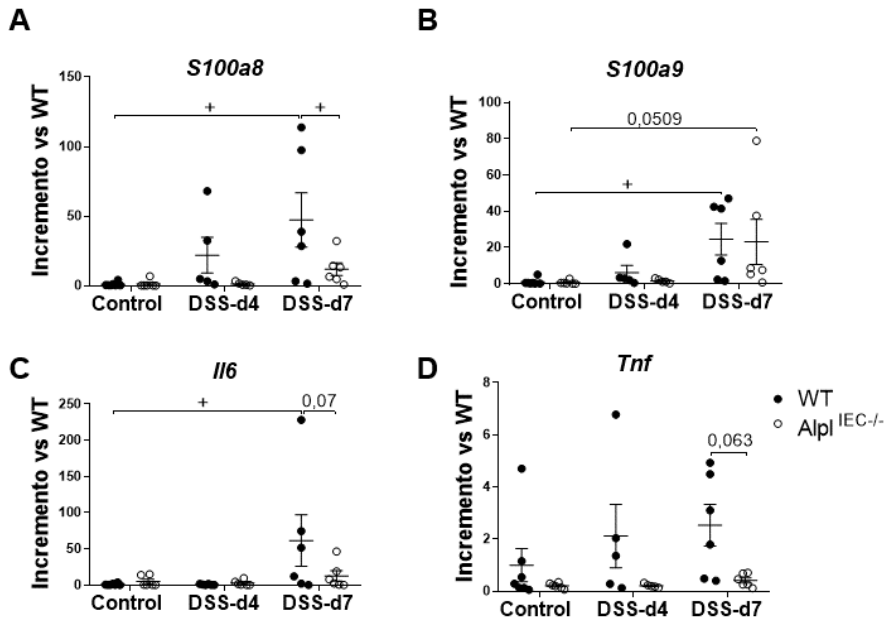 A
S100a8
Incremento vs WT
150
100
50
0
+
+
Control
DSS-d4
DSS-d7
B
S100a9
Incremento vs WT
100
80
60
40
20
0
0,0509
+
Control
DSS-d4
DSS-d7
C
Il6
Incremento vs WT
250
200
150
100
50
0
+
0,07
Control
DSS-d4
DSS-d7
D
Tnf
Incremento vs WT
8
6
4
2
0
0,063
Control
DSS-d4
DSS-d7
WT
Alpl IEC-/-